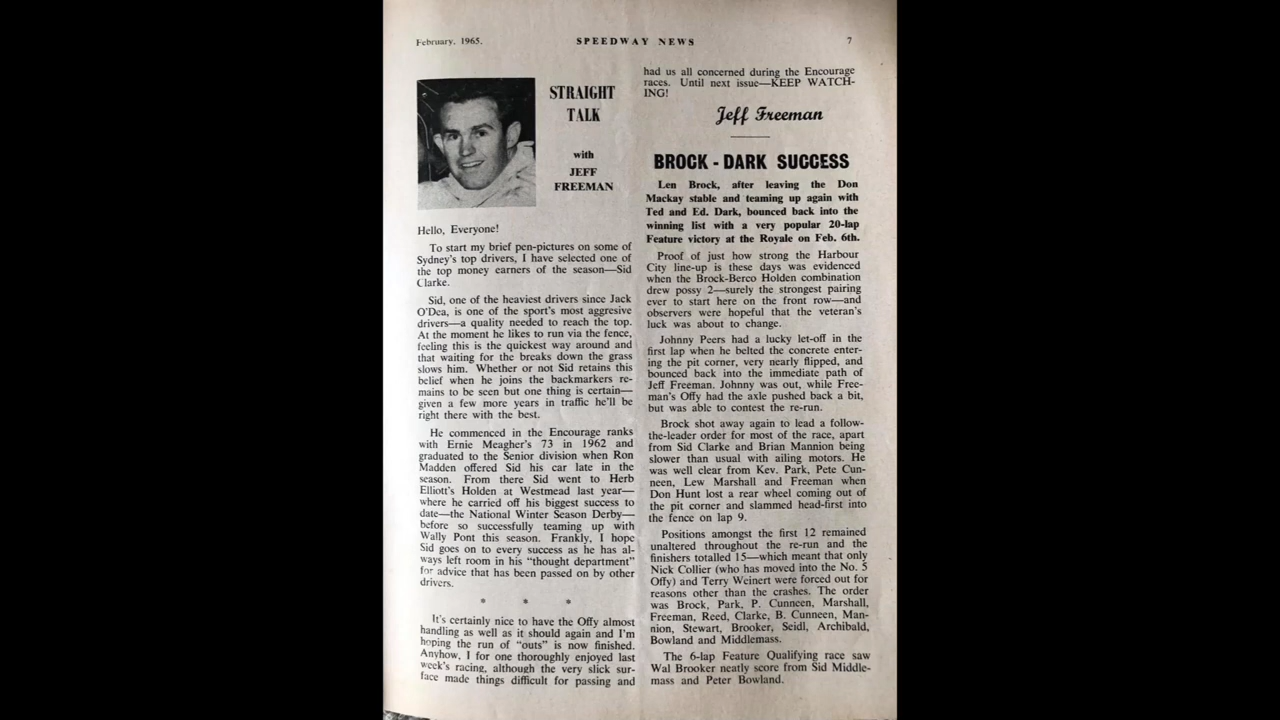 February, 1965.
SPEEDWAY NEWS
7
STRAIGHT
TALK
with
JEFF
FREEMAN
Hello, Everyone!
To start my brief pen-pictures on some of
Sydney's top drivers, I have selected one of
the top money earners of the season—Sid
Clarke.
Sid, one of the heaviest drivers since Jack
O'Dea, is one of the sport's most aggresive
drivers—a quality needed to reach the top.
At the moment he likes to run via the fence,
feeling this is the quickest way around and
that waiting for the breaks down the grass
slows him. Whether or not Sid retains this
belief when he joins the backmarkers re-
mains to be seen but one thing is certain—
given a few more years in traffic he'll be
right there with the best.
He commenced in the Encourage ranks
with Ernie Meagher's 73 in 1962 and
graduated to the Senior division when Ron
Madden offered Sid his car late in the
season. From there Sid went to Herb
Elliott's Holden at Westmead last year—
where he carried off his biggest success to
date—the National Winter Season Derby—
before so successfully teaming up with
Wally Pont this season. Frankly, I hope
Sid goes on to every success as he has al-
ways left room in his "thought department"
for advice that has been passed on by other
drivers.
* * *
It's certainly nice to have the Offy almost
handling as well as it should again and I'm
hoping the run of "outs" is now finished.
Anyhow, I for one thoroughly enjoyed last
week's racing, although the very slick sur-
face made things difficult for passing and
had us all concerned during the Encourage
races. Until next issue—KEEP WATCH-
ING!
Jeff Freeman
BROCK - DARK SUCCESS
Len Brock, after leaving the Don
Mackay stable and teaming up again with
Ted and Ed. Dark, bounced back into the
winning list with a very popular 20-lap
Feature victory at the Royale on Feb. 6th.
Proof of just how strong the Harbour
City line-up is these days was evidenced
when the Brock-Berco Holden combination
drew possy 2—surely the strongest pairing
ever to start here on the front row—and
observers were hopeful that the veteran's
luck was about to change.
Johnny Peers had a lucky let-off in the
first lap when he belted the concrete enter-
ing the pit corner, very nearly flipped, and
bounced back into the immediate path of
Jeff Freeman. Johnny was out, while Free-
man's Offy had the axle pushed back a bit,
but was able to contest the re-run.
Brock shot away again to lead a follow-
the-leader order for most of the race, apart
from Sid Clarke and Brian Mannion being
slower than usual with ailing motors. He
was well clear from Kev. Park, Pete Cun-
neen, Lew Marshall and Freeman when
Don Hunt lost a rear wheel coming out of
the pit corner and slammed head-first into
the fence on lap 9.
Positions amongst the first 12 remained
unaltered throughout the re-run and the
finishers totalled 15—which meant that only
Nick Collier (who has moved into the No. 5
Offy) and Terry Weinert were forced out for
reasons other than the crashes. The order
was Brock, Park, P. Cunneen, Marshall,
Freeman, Reed, Clarke, B. Cunneen, Man-
nion, Stewart, Brooker, Seidl, Archibald,
Bowland and Middlemass.
The 6-lap Feature Qualifying race saw
Wal Brooker neatly score from Sid Middle-
mass and Peter Bowland.